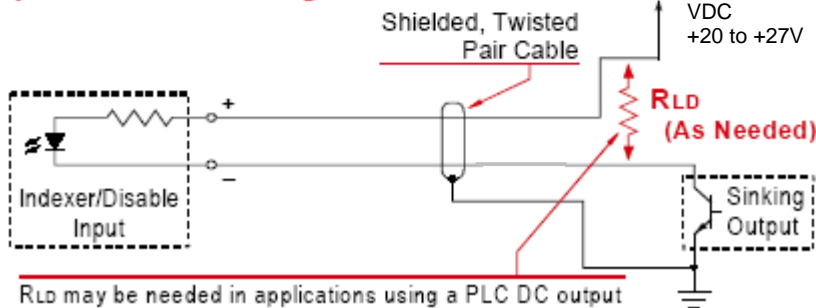 Shielded, Twisted
Pair Cable
VDC
+20 to +27V
RLD
(As Needed)
+
−
Indexer/Disable
Input
Sinking
Output
RLD may be needed in applications using a PLC DC output